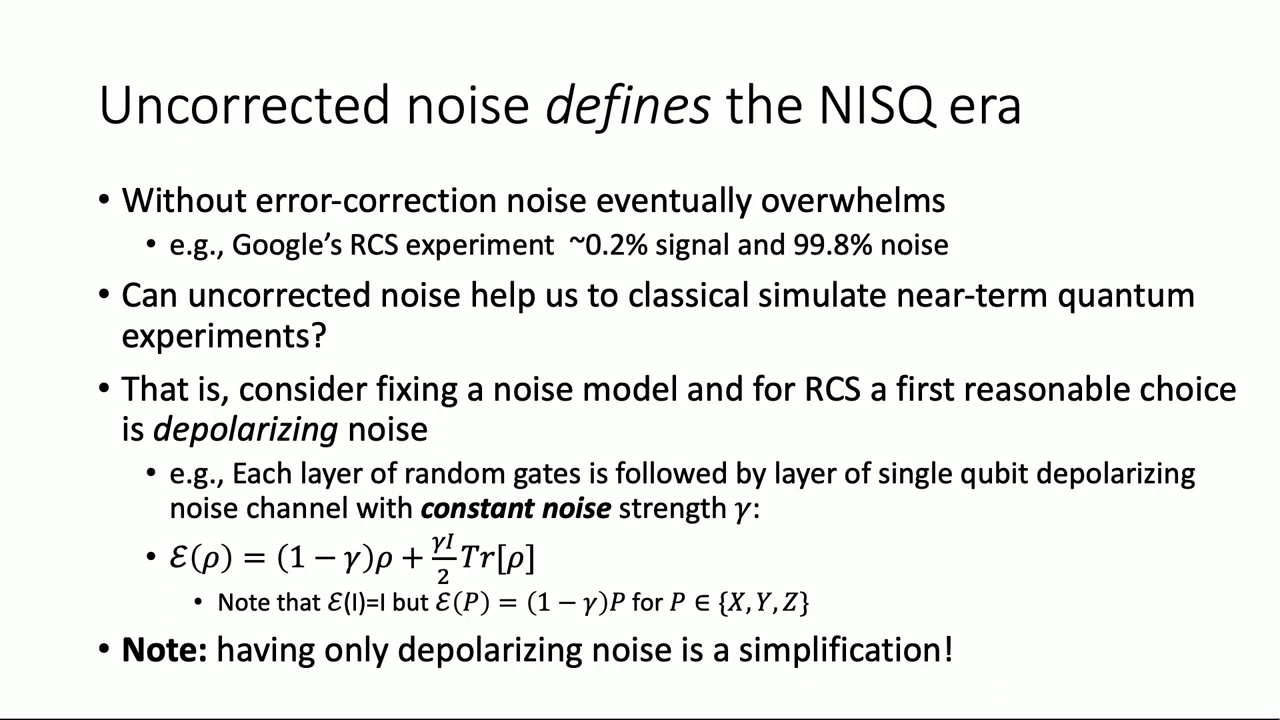 Uncorrected noise defines the NISQ era
• Without error-correction noise eventually overwhelms
• e.g., Google's RCS experiment ~0.2% signal and 99.8% noise
• Can uncorrected noise help us to classical simulate near-term quantum
experiments?
• That is, consider fixing a noise model and for RCS a first reasonable choice
is depolarizing noise
• e.g., Each layer of random gates is followed by layer of single qubit depolarizing
noise channel with constant noise strength γ:
• ℰ(ρ) = (1 − γ)ρ + γI/2 Tr[ρ]
• Note that ℰ(I)=I but ℰ(P) = (1 − γ)P for P ∈ {X, Y, Z}
• Note: having only depolarizing noise is a simplification!